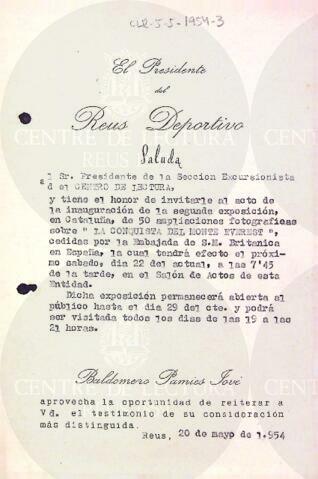 CLR-5-5-1954-3
El Presidente
del
Reus Deportivo
Saluda
al Sr. Presidente de la Seccion Excursionista
d el CENTRO DE LECTURA,
y tiene el honor de invitarle al acto de
la inauguración de la segunda exposición,
en Cataluña, de 50 ampliaciones fotograficas
sobre " LA CONQUISTA DEL MONTE EVEREST",
cedidas por la Embajada de S.M. Britanica
en España, la cual tendrá efecto el próxi-
mo sabado, dia 22 del actual, a las 7'45
de la tarde, en el Salón de Actos de esta
Entidad.
Dicha exposición permanecerá abierta al
público hasta el dia 29 del cte. y podrá
ser visitada todos los dias de las 19 a las
21 horas.
Baldomero Pamies Jové
aprovecha la oportunidad de reiterar a
Vd. el testimonio de su consideración
más distinguida.
Reus, 20 de mayo de 1.954
CENTRE DE LECTURA
REUS